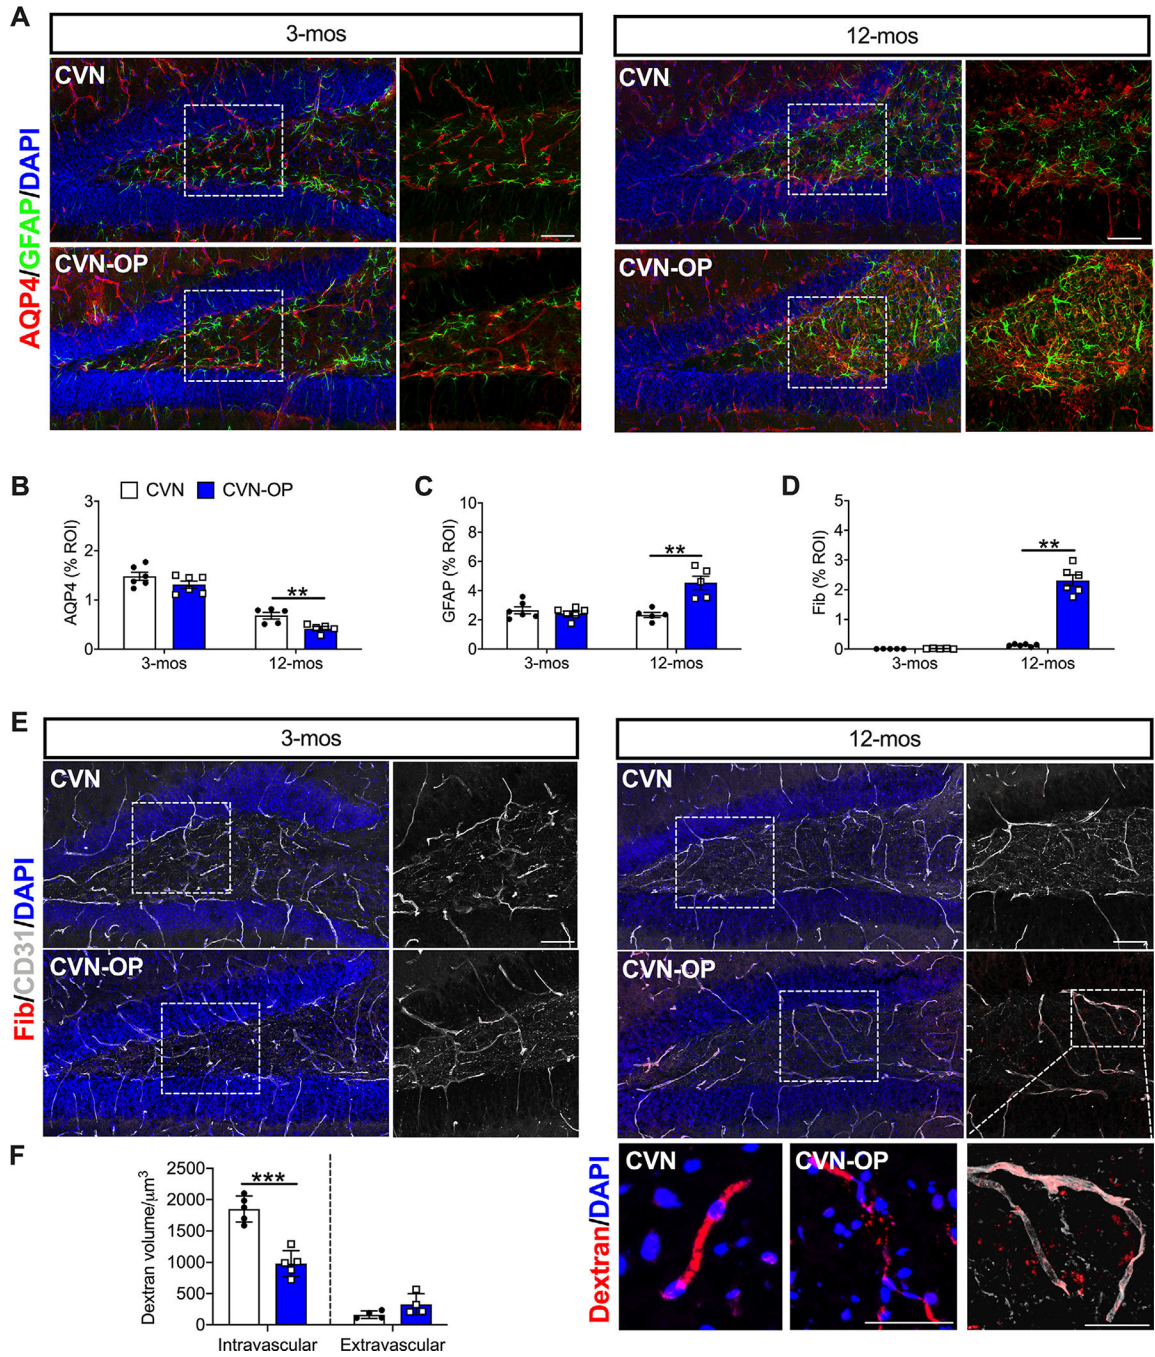 A
3-mos
12-mos
AQP4/GFAP/DAPI
CVN
CVN
CVN-OP
CVN-OP
B
CVN
CVN-OP
AQP4 (% ROI)
3
2
1
0
**
3-mos
12-mos
C
GFAP (% ROI)
10
8
6
4
2
0
**
3-mos
12-mos
D
Fib (% ROI)
5
4
3
2
1
0
**
3-mos
12-mos
E
3-mos
12-mos
Fib/CD31/DAPI
CVN
CVN
CVN-OP
CVN-OP
F
Dextran volume/μm³
2500
2000
1500
1000
500
0
***
Intravascular
Extravascular
Dextran/DAPI
CVN
CVN-OP